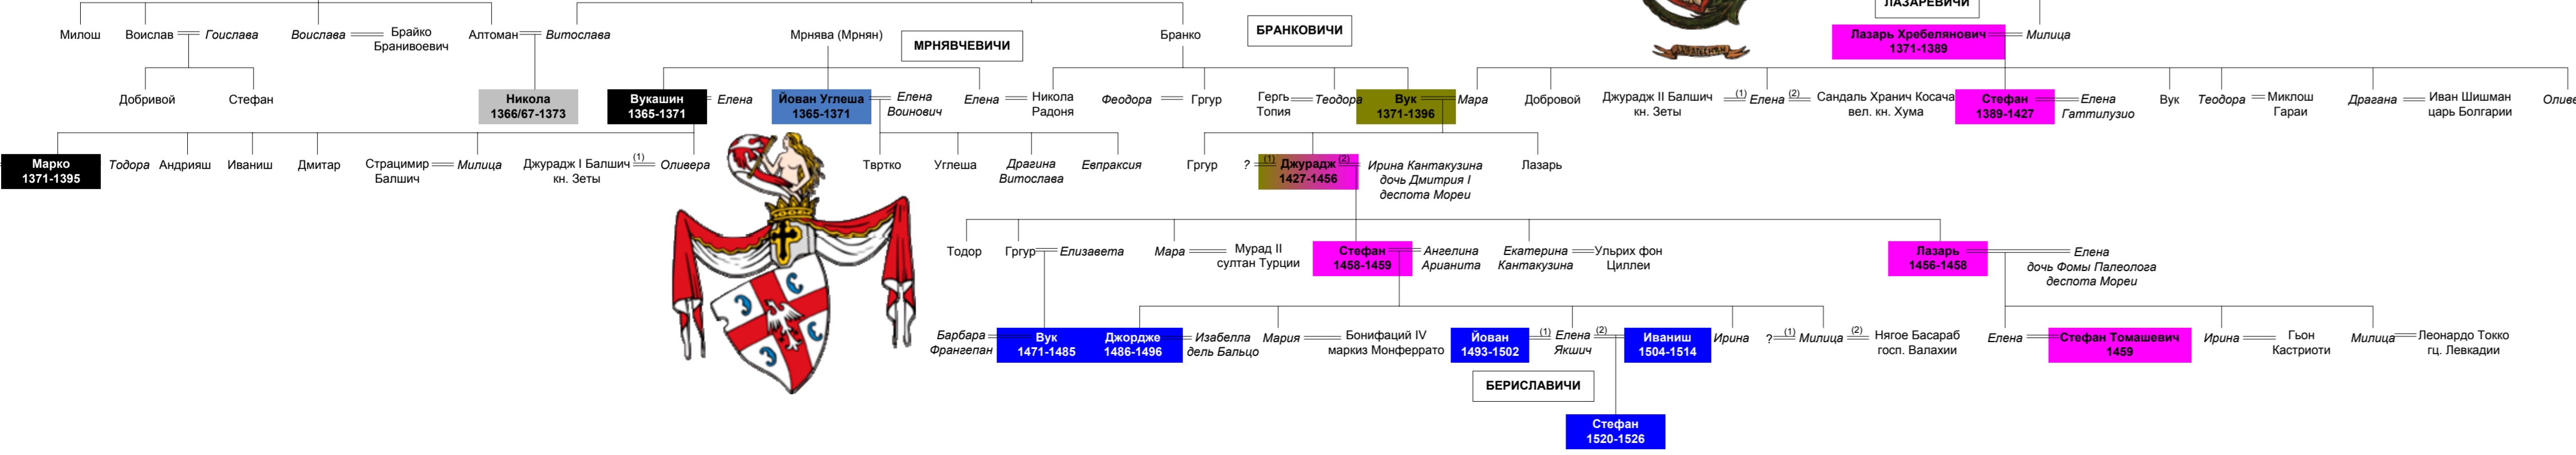 ЛАЗАРЕВИЧИ
Милош Воислав Гоислава Воислава Брайко Алтоман Витослава Мрнява (Мрнян) Бранко Лазарь Хребелянович Милица
Бранивоевич МРНЯВЧЕВИЧИ БРАНКОВИЧИ 1371-1389
Добривой Стефан Никола Вукашин Елена Йован Углеша Елена Елена Никола Феодора Гргур Гергь Теодора Вук Мара Добровой Джурадж II Балшич (1) Елена (2) Сандаль Хранич Косача Стефан Елена Вук Теодора Миклош Драгана Иван Шишман
1366/67-1373 1365-1371 1365-1371 Воинович Радоня Топия 1371-1396 кн. Зеты вел. кн. Хума 1389-1427 Гаттилузио Гараи царь Болгарии
Марко Тодора Андрияш Иваниш Дмитар Страцимир Милица Джурадж I Балшич (1) Оливера Твртко Углеша Драгина Евпраксия Гргур ? (1) Джурадж (2) Ирина Кантакузина Лазарь
1371-1395 Балшич кн. Зеты Витослава 1427-1456 дочь Дмитрия I
деспота Мореи
Тодор Гргур Елизавета Мара Мурад II Стефан Ангелина Екатерина Ульрих фон Лазарь Елена
султан Турции 1458-1459 Арианита Кантакузина Циллеи 1456-1458 дочь Фомы Палеолога
деспота Мореи
Барбара Вук Джордже Изабелла Мария Бонифаций IV Йован (1) Елена (2) Иваниш Ирина ? (1) Милица (2) Нягое Басараб Елена Стефан Томашевич Ирина Гьон Милица Леонардо Токко
Франгепан 1471-1485 1486-1496 дель Бальцо маркиз Монферрато 1493-1502 Якшич 1504-1514 госп. Валахии 1459 Кастриоти гц. Левкадии
БЕРИСЛАВИЧИ
Стефан
1520-1526